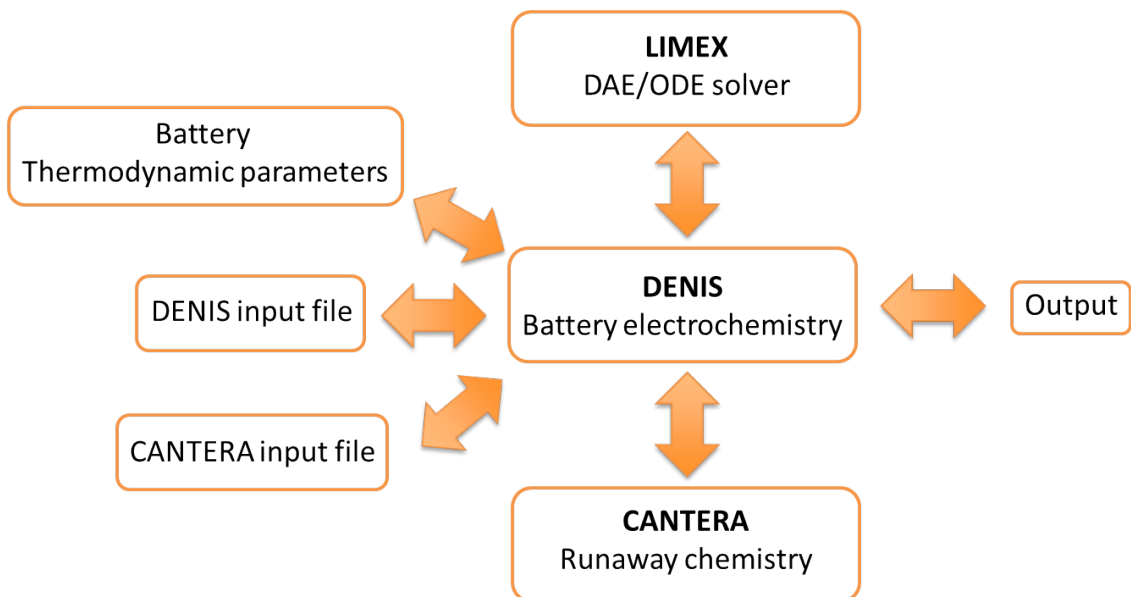 LIMEX
DAE/ODE solver
Battery
Thermodynamic parameters
DENIS input file
DENIS
Battery electrochemistry
Output
CANTERA input file
CANTERA
Runaway chemistry